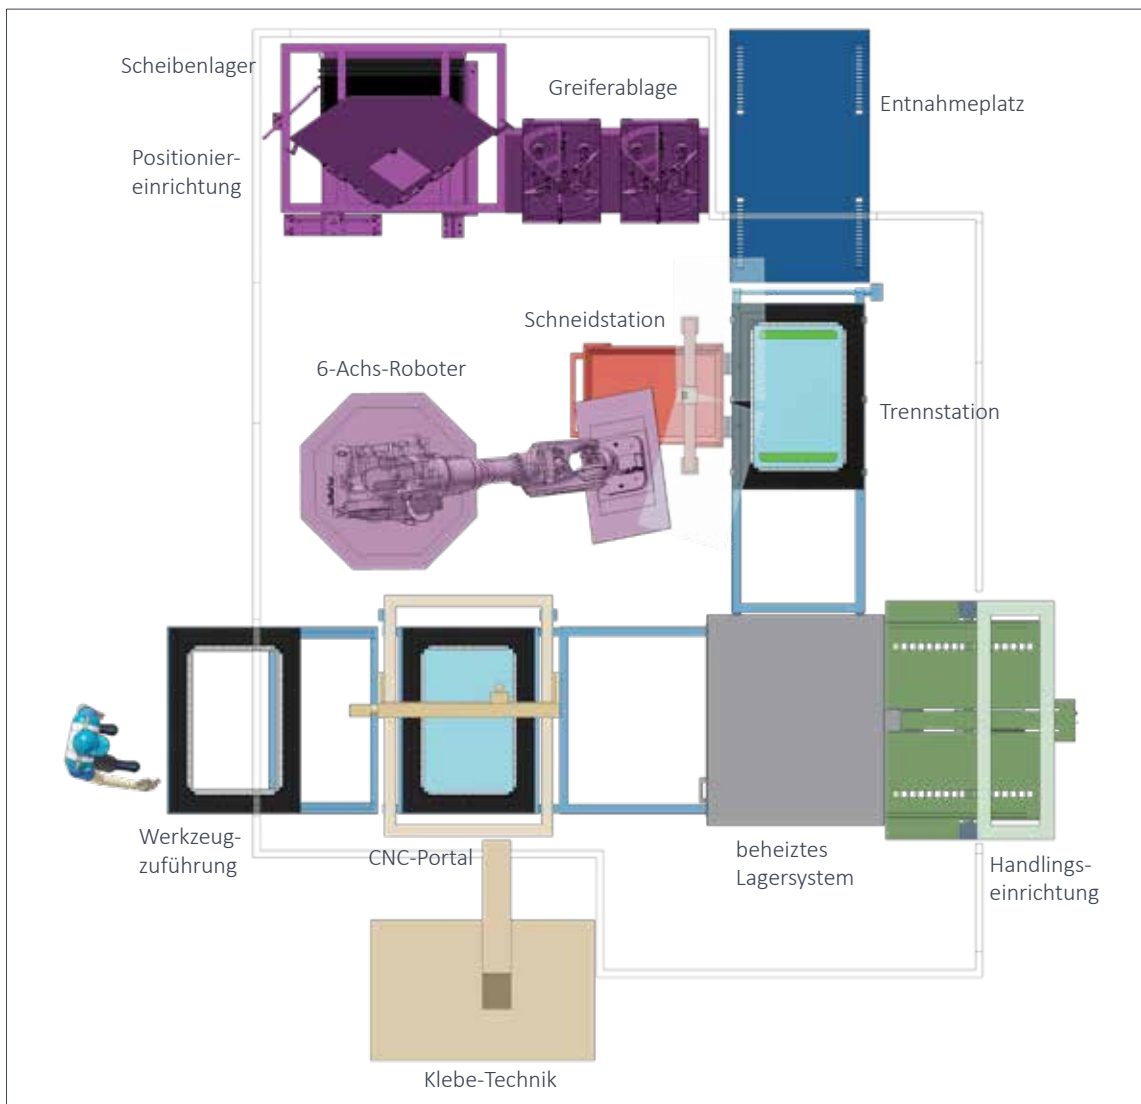 Scheibenlager
Greiferablage
Entnahmeplatz
Positionier-
einrichtung
Schneidstation
6-Achs-Roboter
Trennstation
Werkzeug-
zuführung
CNC-Portal
beheiztes
Lagersystem
Handlings-
einrichtung
Klebe-Technik